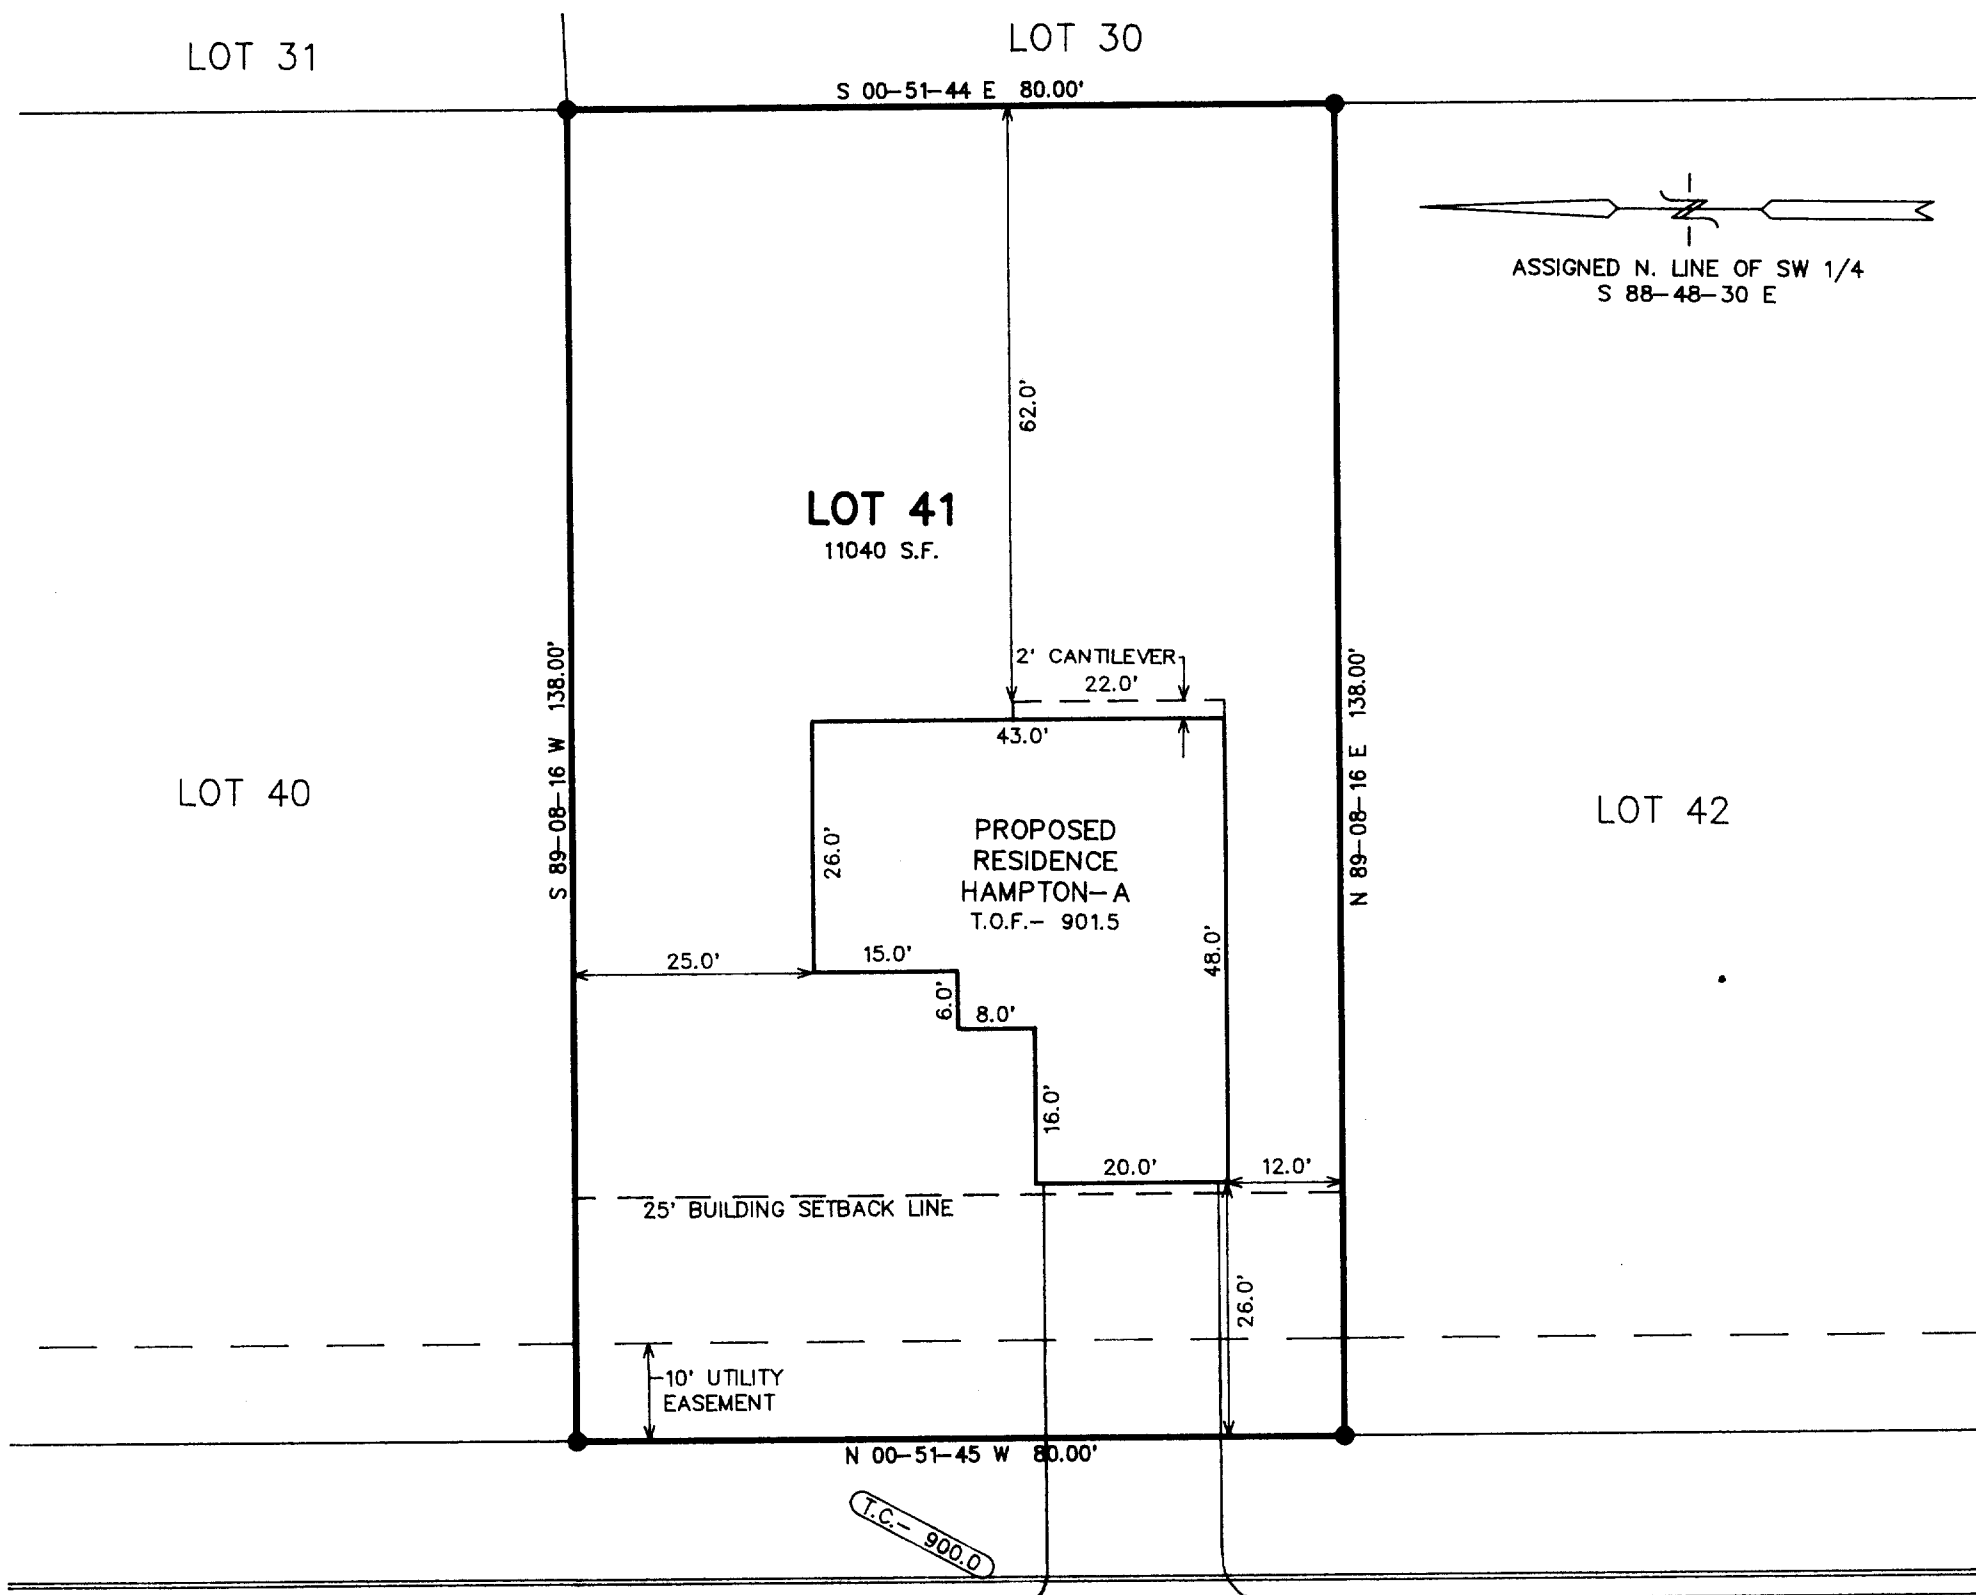 LOT 31
LOT 30
S 00-51-44 E 80.00'
ASSIGNED N. LINE OF SW 1/4
S 88-48-30 E
62.0'
LOT 41
11040 S.F.
2' CANTILEVER
22.0'
43.0'
S 89-08-16 W 138.00'
N 89-08-16 E 138.00'
LOT 40
LOT 42
26.0'
PROPOSED
RESIDENCE
HAMPTON-A
T.O.F.- 901.5
48.0'
25.0'
15.0'
6.0'
8.0'
16.0'
20.0'
12.0'
25' BUILDING SETBACK LINE
26.0'
10' UTILITY
EASEMENT
N 00-51-45 W 80.00'
T.C.- 900.0